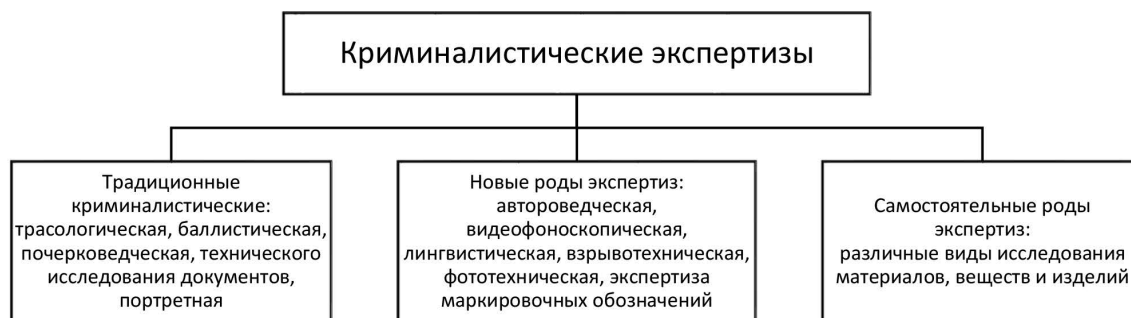 Криминалистические экспертизы
Традиционные
криминалистические:
трасологическая, баллистическая,
почерковедческая, технического
исследования документов,
портретная
Новые роды экспертиз:
автороведческая,
видеофоноскопическая,
лингвистическая, взрывотехническая,
фототехническая, экспертиза
маркировочных обозначений
Самостоятельные роды
экспертиз:
различные виды исследования
материалов, веществ и изделий